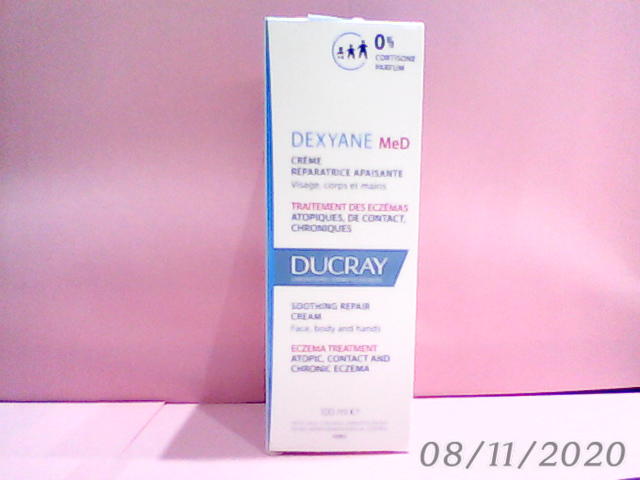 0%
CORTISONE
PARFUM
DEXYANE MeD
CRÈME
RÉPARATRICE APAISANTE
Visage, corps et mains
TRAITEMENT DES ECZÉMAS
ATOPIQUES, DE CONTACT,
CHRONIQUES
DUCRAY
SOOTHING REPAIR
CREAM
Face, body and hands
ECZEMA TREATMENT
ATOPIC, CONTACT AND
CHRONIC ECZEMA
100 ml e
08/11/2020